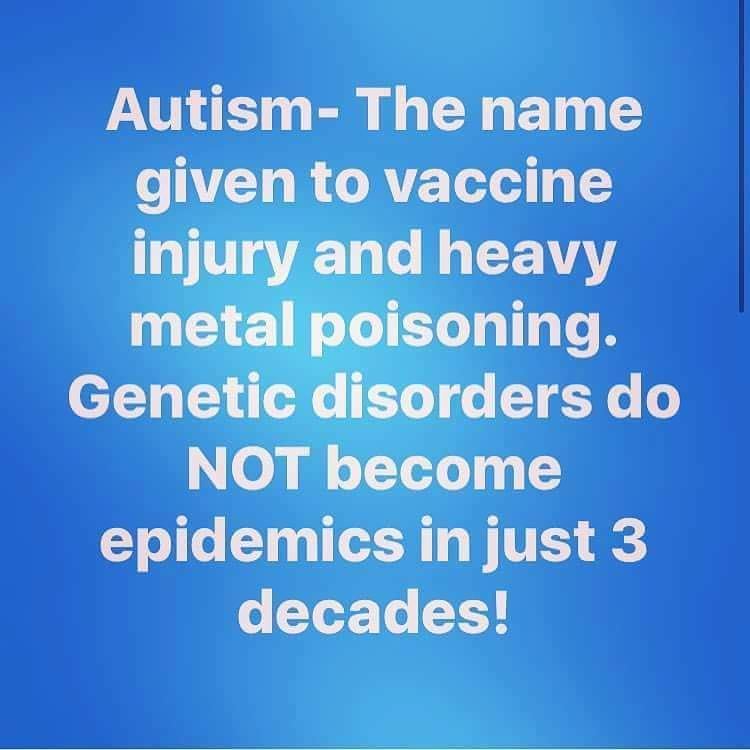 Autism- The name
given to vaccine
injury and heavy
metal poisoning.
Genetic disorders do
NOT become
epidemics in just 3
decades!